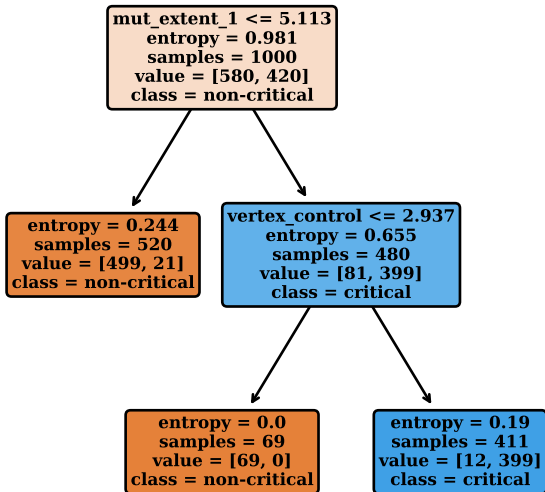 mut_extent_1 <= 5.113
entropy = 0.981
samples = 1000
value = [580, 420]
class = non-critical
entropy = 0.244
samples = 520
value = [499, 21]
class = non-critical
vertex_control <= 2.937
entropy = 0.655
samples = 480
value = [81, 399]
class = critical
entropy = 0.0
samples = 69
value = [69, 0]
class = non-critical
entropy = 0.19
samples = 411
value = [12, 399]
class = critical